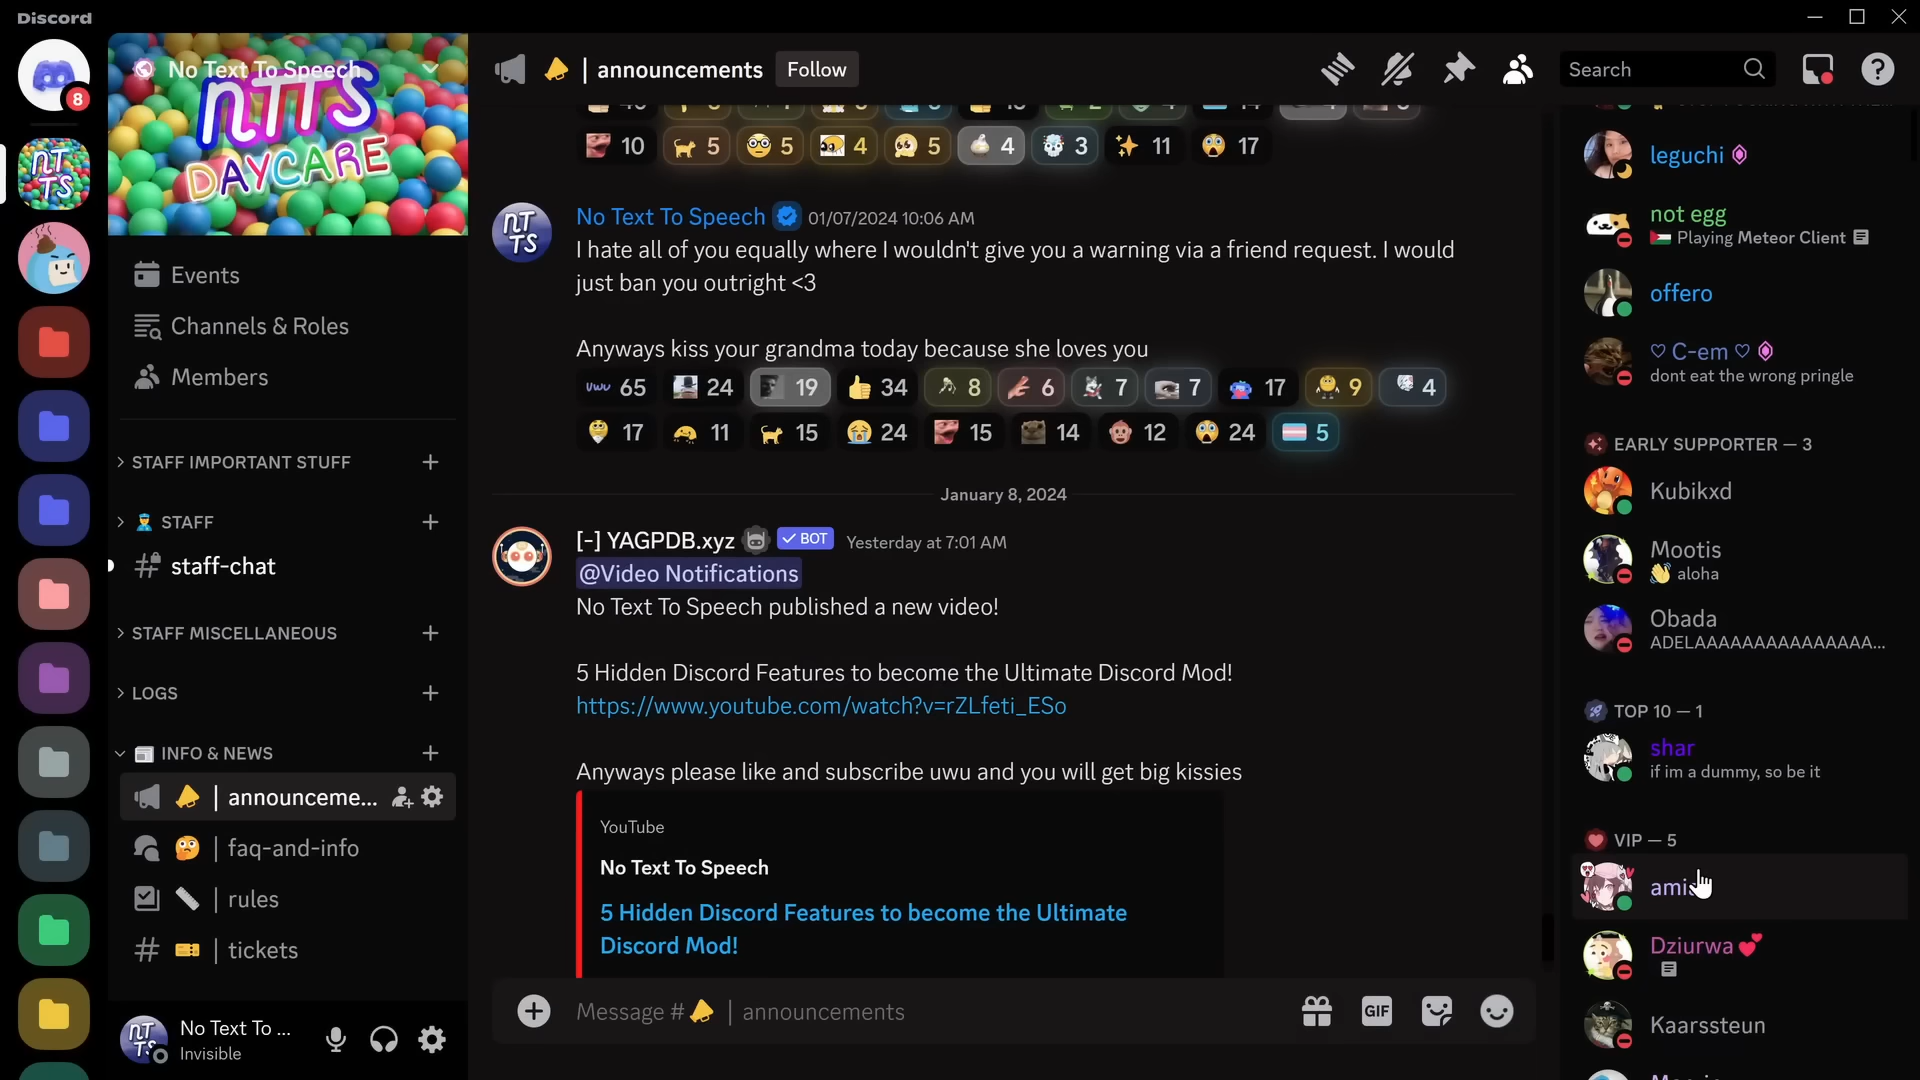 Discord
8
NTTS
No Text To Speech
NTTS
DAYCARE
Events
Channels & Roles
Members
STAFF IMPORTANT STUFF
STAFF
staff-chat
STAFF MISCELLANEOUS
LOGS
INFO & NEWS
| announceme...
| faq-and-info
| rules
| tickets
NTTS
No Text To ...
Invisible
| announcements
Follow
Search
10 5 5 4 5 4 3 11 17
NTTS
No Text To Speech 01/07/2024 10:06 AM
I hate all of you equally where I wouldn't give you a warning via a friend request. I would
just ban you outright <3
Anyways kiss your grandma today because she loves you
uwu 65 24 19 34 8 6 7 7 17 9 4
17 11 15 24 15 14 12 24 5
January 8, 2024
[-] YAGPDB.xyz BOT Yesterday at 7:01 AM
@Video Notifications
No Text To Speech published a new video!
5 Hidden Discord Features to become the Ultimate Discord Mod!
https://www.youtube.com/watch?v=rZLfeti_ESo
Anyways please like and subscribe uwu and you will get big kissies
YouTube
No Text To Speech
5 Hidden Discord Features to become the Ultimate
Discord Mod!
Message # | announcements
GIF
leguchi
not egg
Playing Meteor Client
offero
♡ C-em ♡
dont eat the wrong pringle
EARLY SUPPORTER — 3
Kubikxd
Mootis
aloha
Obada
ADELAAAAAAAAAAAAAAA...
TOP 10 — 1
shar
if im a dummy, so be it
VIP — 5
Dziurwa
Kaarssteun